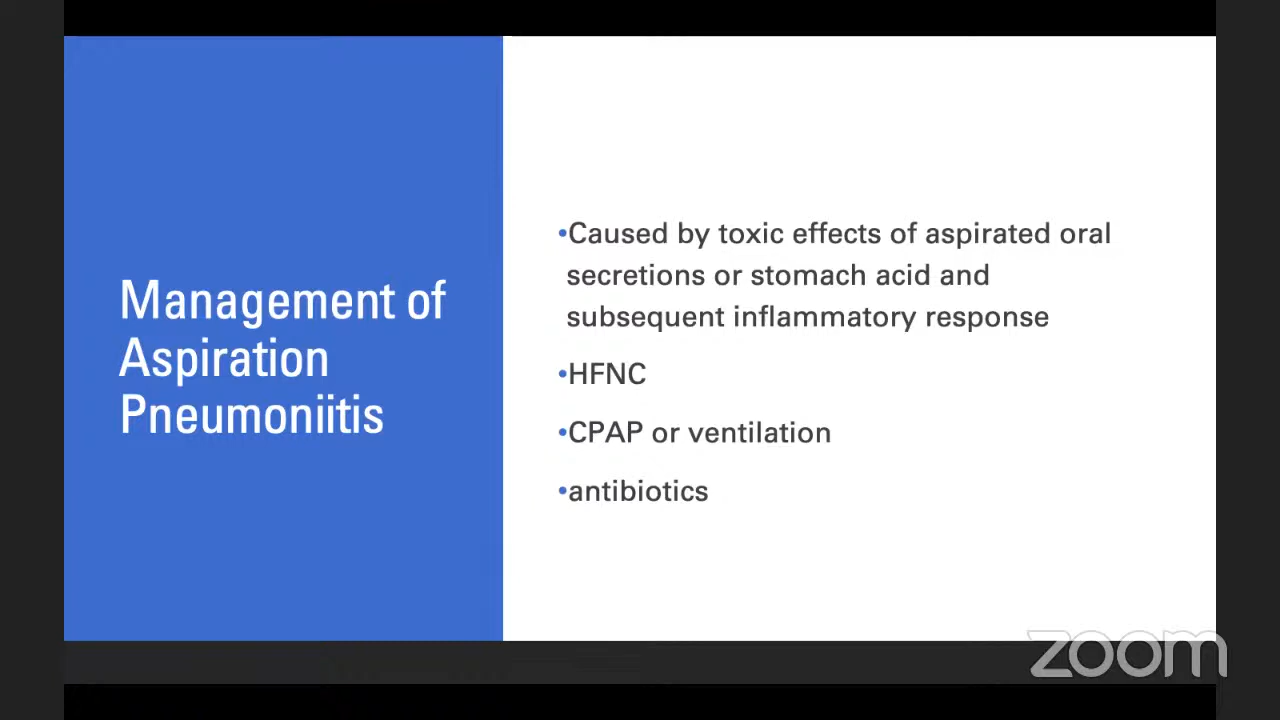 Management of
Aspiration
Pneumoniitis
•Caused by toxic effects of aspirated oral
secretions or stomach acid and
subsequent inflammatory response
•HFNC
•CPAP or ventilation
•antibiotics
zoom